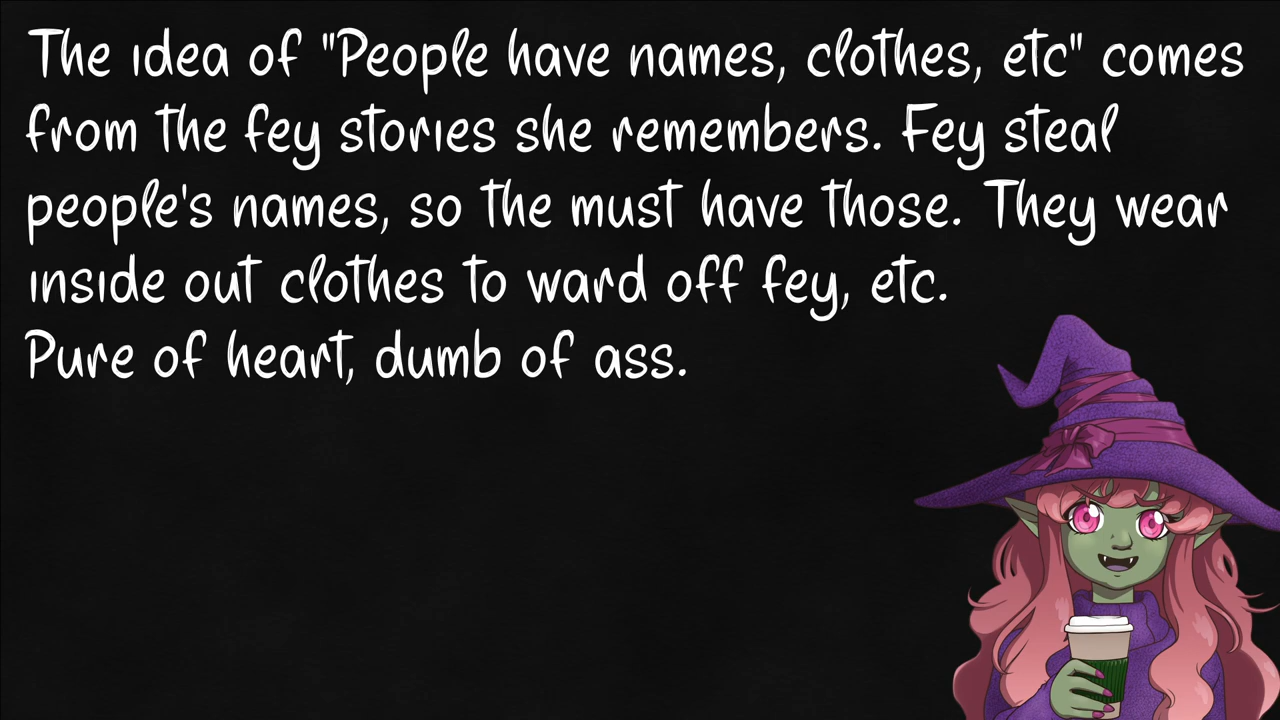 The idea of "People have names, clothes, etc" comes
from the fey stories she remembers. Fey steal
people's names, so the must have those. They wear
inside out clothes to ward off fey, etc.
Pure of heart, dumb of ass.